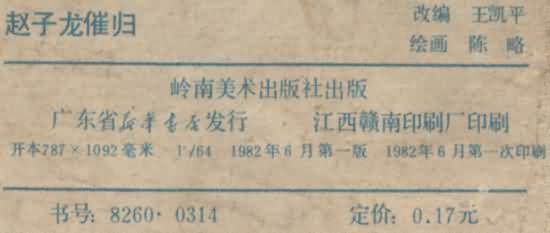 赵子龙催归
改编 王凯平
绘画 陈略
岭南美术出版社出版
广东省新华书店发行 江西赣南印刷厂印刷
开本787×1092毫米 1/64 1982年6月第一版 1982年6月第一次印刷
书号：8260·0314 定价：0.17元